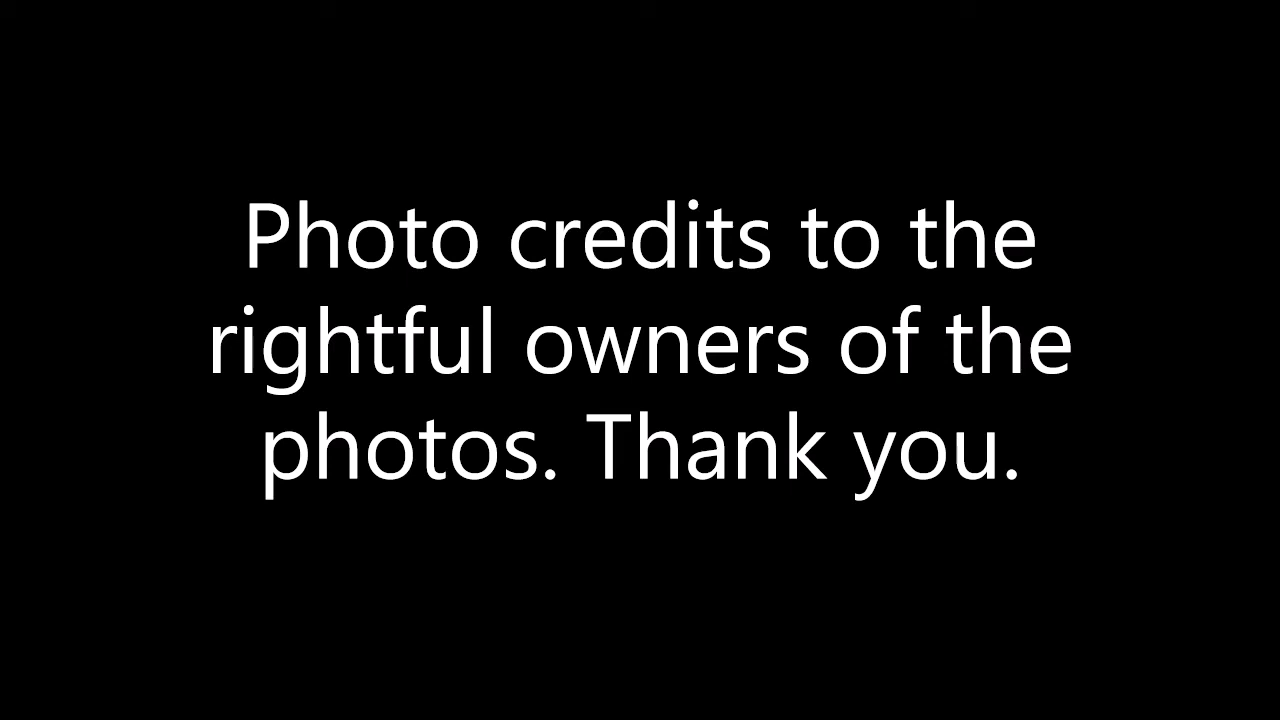 Photo credits to the
rightful owners of the
photos. Thank you.